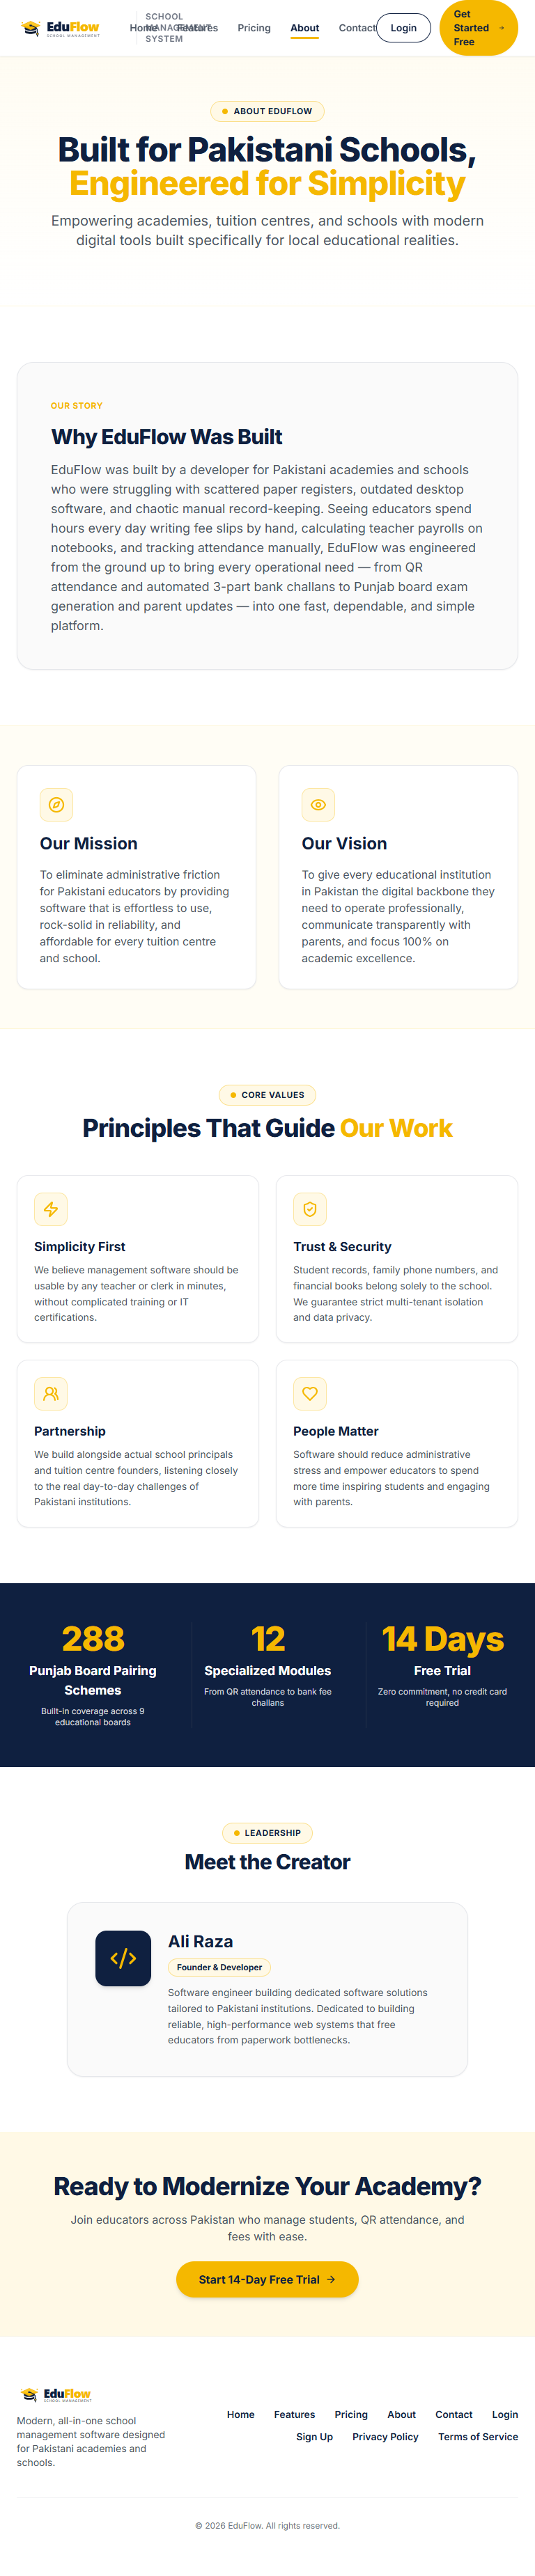 EduFlow
SCHOOL MANAGEMENT
SCHOOL
MANAGEMENT
SYSTEM
Home
Features
Pricing
About
Contact
Login
Get
Started
Free
ABOUT EDUFLOW
Built for Pakistani Schools,
Engineered for Simplicity
Empowering academies, tuition centres, and schools with modern
digital tools built specifically for local educational realities.
OUR STORY
Why EduFlow Was Built
EduFlow was built by a developer for Pakistani academies and schools
who were struggling with scattered paper registers, outdated desktop
software, and chaotic manual record-keeping. Seeing educators spend
hours every day writing fee slips by hand, calculating teacher payrolls on
notebooks, and tracking attendance manually, EduFlow was engineered
from the ground up to bring every operational need — from QR
attendance and automated 3-part bank challans to Punjab board exam
generation and parent updates — into one fast, dependable, and simple
platform.
Our Mission
To eliminate administrative friction
for Pakistani educators by providing
software that is effortless to use,
rock-solid in reliability, and
affordable for every tuition centre
and school.
Our Vision
To give every educational institution
in Pakistan the digital backbone they
need to operate professionally,
communicate transparently with
parents, and focus 100% on
academic excellence.
CORE VALUES
Principles That Guide Our Work
Simplicity First
We believe management software should be
usable by any teacher or clerk in minutes,
without complicated training or IT
certifications.
Trust & Security
Student records, family phone numbers, and
financial books belong solely to the school.
We guarantee strict multi-tenant isolation
and data privacy.
Partnership
We build alongside actual school principals
and tuition centre founders, listening closely
to the real day-to-day challenges of
Pakistani institutions.
People Matter
Software should reduce administrative
stress and empower educators to spend
more time inspiring students and engaging
with parents.
288
Punjab Board Pairing
Schemes
Built-in coverage across 9
educational boards
12
Specialized Modules
From QR attendance to bank fee
challans
14 Days
Free Trial
Zero commitment, no credit card
required
LEADERSHIP
Meet the Creator
Ali Raza
Founder & Developer
Software engineer building dedicated software solutions
tailored to Pakistani institutions. Dedicated to building
reliable, high-performance web systems that free
educators from paperwork bottlenecks.
Ready to Modernize Your Academy?
Join educators across Pakistan who manage students, QR attendance, and
fees with ease.
Start 14-Day Free Trial
EduFlow
SCHOOL MANAGEMENT
Modern, all-in-one school
management software designed
for Pakistani academies and
schools.
Home Features Pricing About Contact Login
Sign Up Privacy Policy Terms of Service
© 2026 EduFlow. All rights reserved.